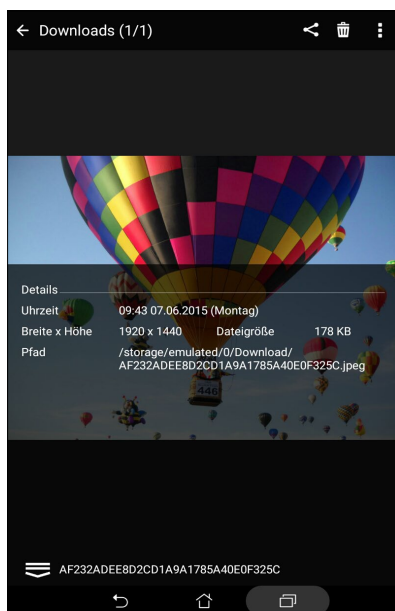 Downloads (1/1)
Details
Uhrzeit 09:43 07.06.2015 (Montag)
Breite x Höhe 1920 x 1440 Dateigröße 178 KB
Pfad /storage/emulated/0/Download/
AF232ADEE8D2CD1A9A1785A40E0F325C.jpeg
446
AF232ADEE8D2CD1A9A1785A40E0F325C